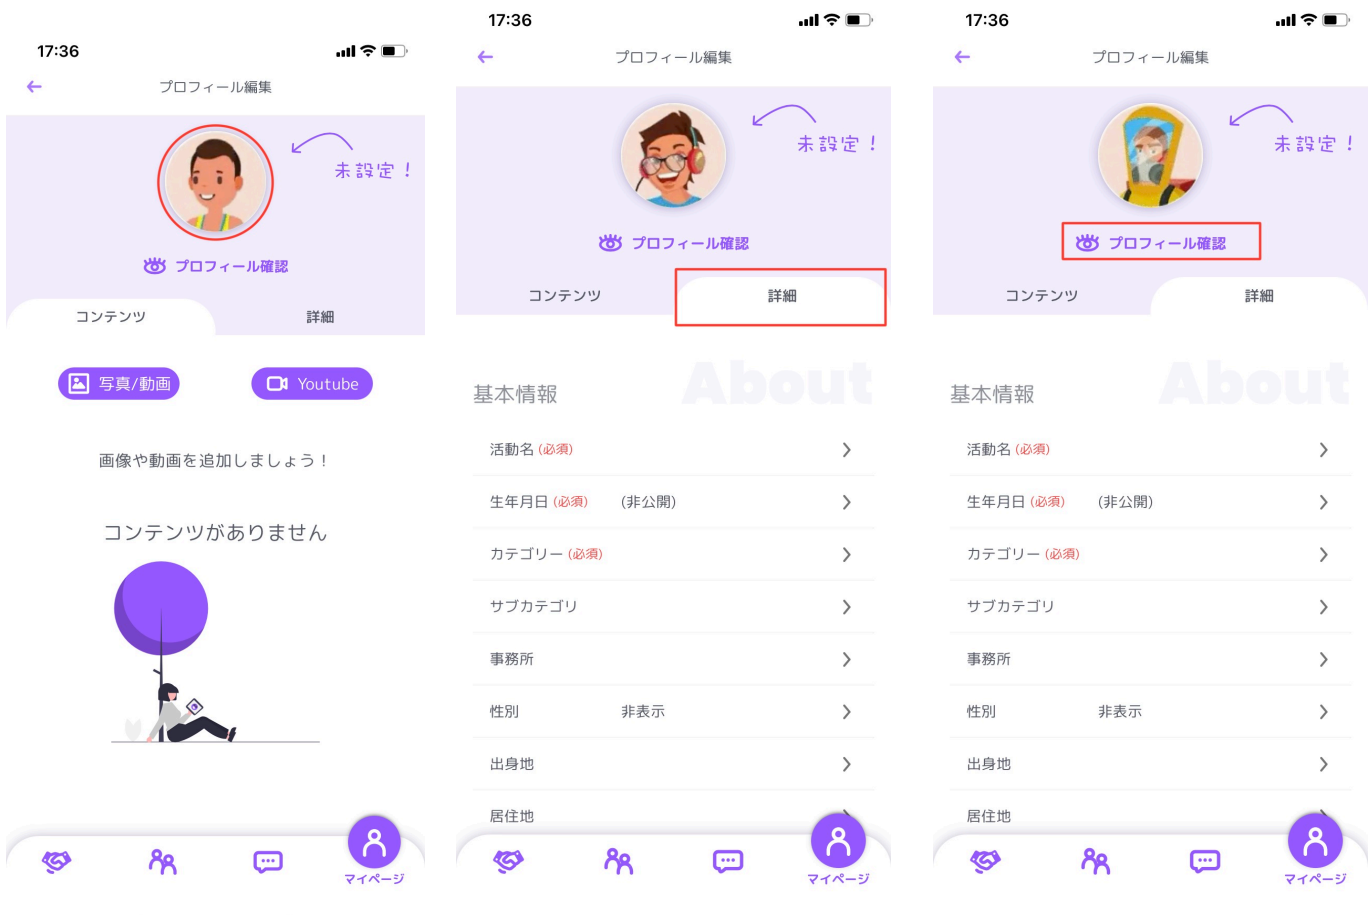 17:36
プロフィール編集
未設定！
プロフィール確認
コンテンツ
詳細
写真/動画
Youtube
画像や動画を追加しましょう！
コンテンツがありません
マイページ
17:36
プロフィール編集
未設定！
プロフィール確認
コンテンツ
詳細
About
基本情報
活動名(必須)
生年月日(必須) (非公開)
カテゴリー(必須)
サブカテゴリ
事務所
性別 非表示
出身地
居住地
マイページ
17:36
プロフィール編集
未設定！
プロフィール確認
コンテンツ
詳細
About
基本情報
活動名(必須)
生年月日(必須) (非公開)
カテゴリー(必須)
サブカテゴリ
事務所
性別 非表示
出身地
居住地
マイページ